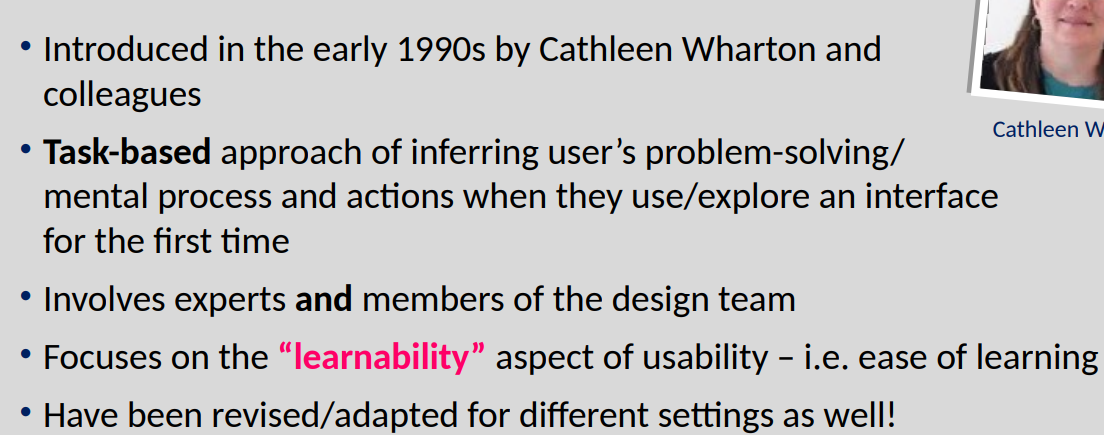 • Introduced in the early 1990s by Cathleen Wharton and
colleagues
Cathleen W
• Task-based approach of inferring user’s problem-solving/
mental process and actions when they use/explore an interface
for the first time
• Involves experts and members of the design team
• Focuses on the “learnability” aspect of usability – i.e. ease of learning
• Have been revised/adapted for different settings as well!